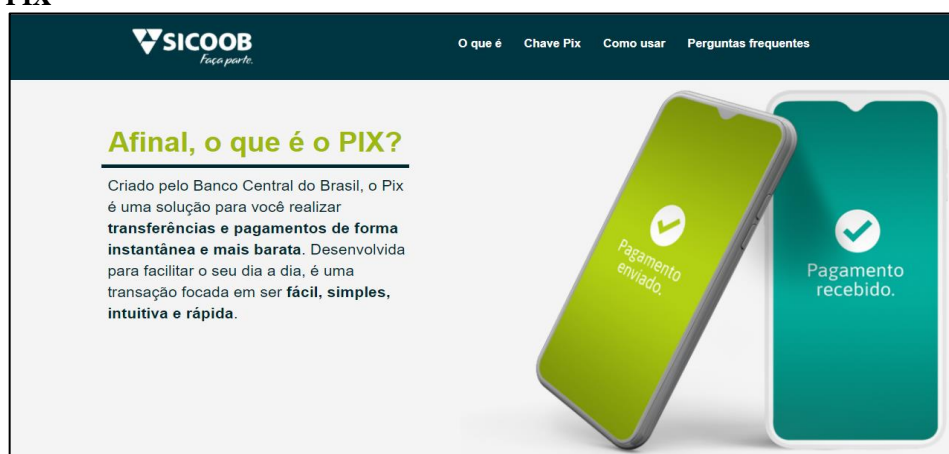 PIX
SICOOB
Faça parte.
O que é Chave Pix Como usar Perguntas frequentes
Afinal, o que é o PIX?
Criado pelo Banco Central do Brasil, o Pix
é uma solução para você realizar
transferências e pagamentos de forma
instantânea e mais barata. Desenvolvida
para facilitar o seu dia a dia, é uma
transação focada em ser fácil, simples,
intuitiva e rápida.
Pagamento
enviado.
Pagamento
recebido.